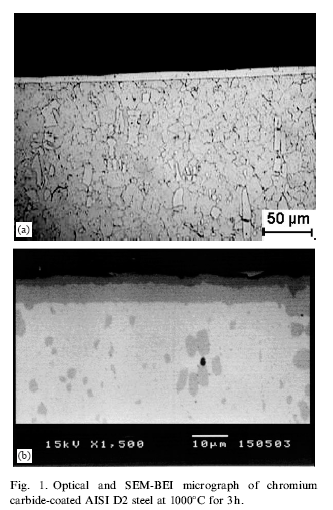 50 µm
(a)
15kV X1,500 10µm 150503
(b)
Fig. 1. Optical and SEM-BEI micrograph of chromium
carbide-coated AISI D2 steel at 1000°C for 3h.